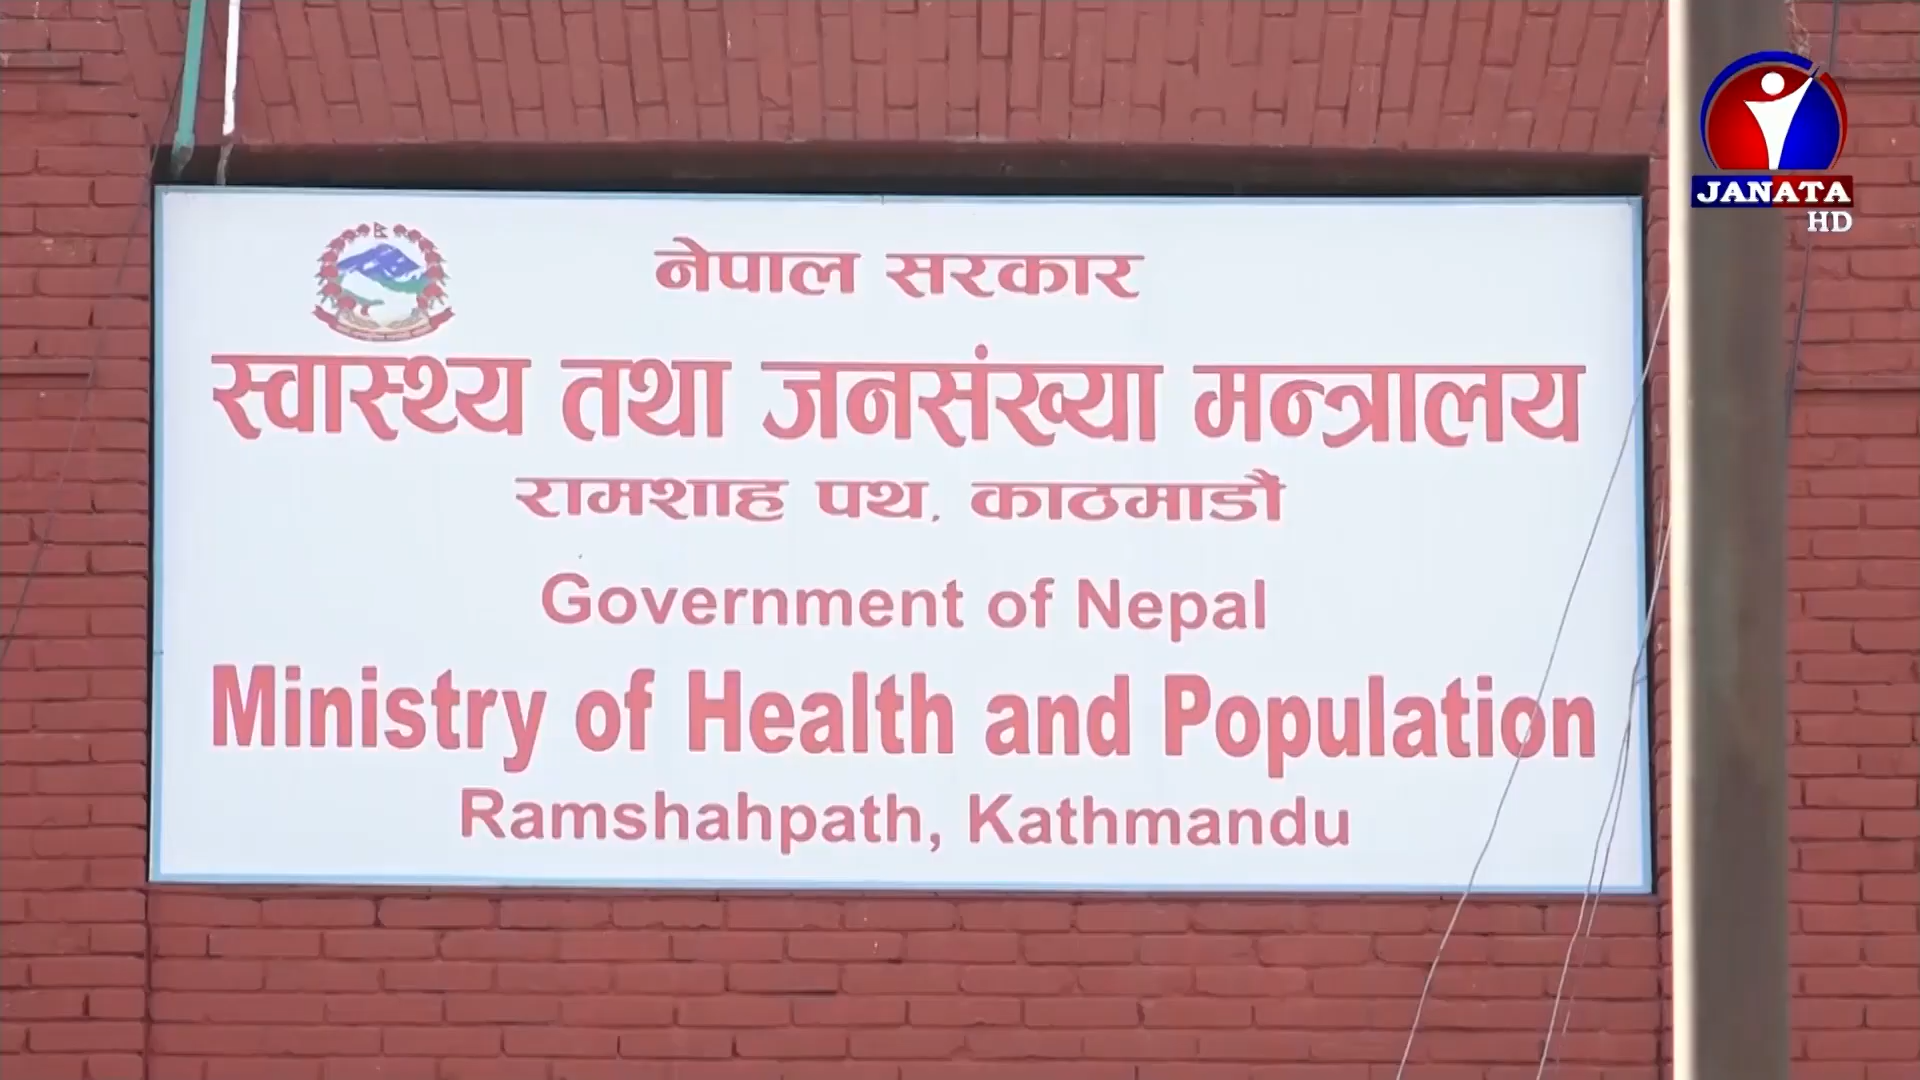 नेपाल सरकार
स्वास्थ्य तथा जनसंख्या मन्त्रालय
रामशाह पथ, काठमाडौं
Government of Nepal
Ministry of Health and Population
Ramshahpath, Kathmandu
JANATA
HD